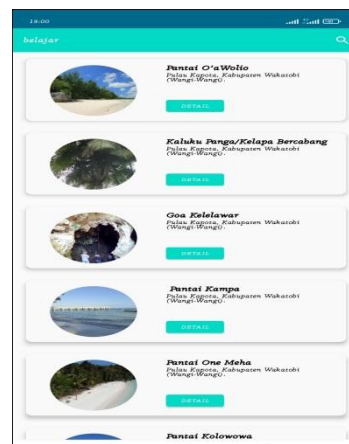 19:00
belajar
Pantai O'aWolio
Pulau Kapota, Kabupaten Wakatobi
(Wangi-Wangi).
DETAIL
Kaluku Panga/Kelapa Bercabang
Pulau Kapota, Kabupaten Wakatobi
(Wangi-Wangi).
DETAIL
Goa Kelelawar
Pulau Kapota, Kabupaten Wakatobi
(Wangi-Wangi).
DETAIL
Pantai Kampa
Pulau Kapota, Kabupaten Wakatobi
(Wangi-Wangi).
DETAIL
Pantai One Meha
Pulau Kapota, Kabupaten Wakatobi
(Wangi-Wangi).
DETAIL
Pantai Kolowowa